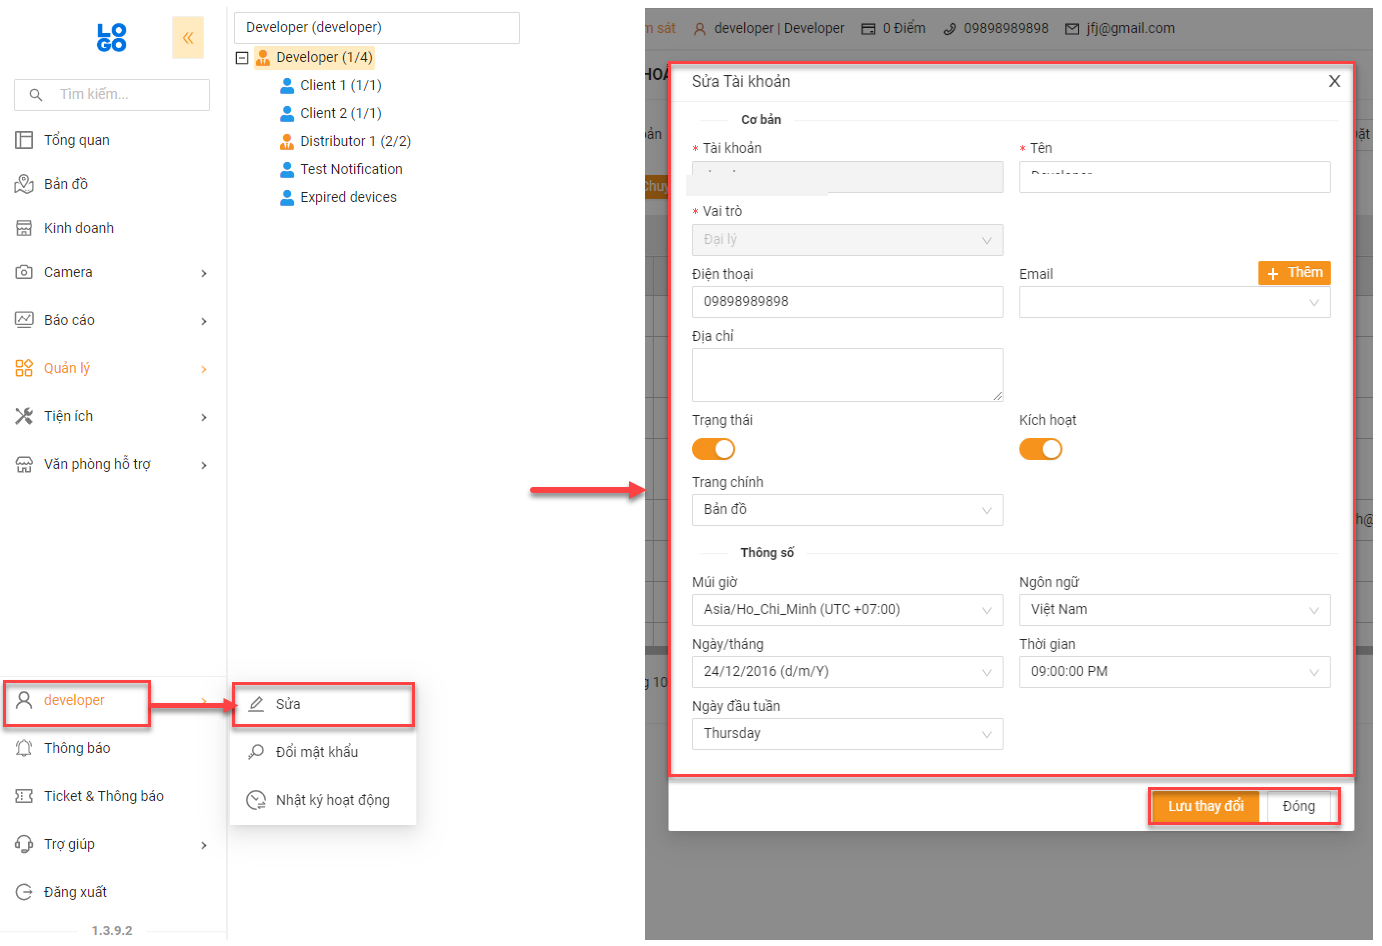 LO
GO
«
Tìm kiếm...
Tổng quan
Bản đồ
Kinh doanh
Camera
Báo cáo
Quản lý
Tiện ích
Văn phòng hỗ trợ
developer
Thông báo
Ticket & Thông báo
Trợ giúp
Đăng xuất
1.3.9.2
Developer (developer)
Developer (1/4)
Client 1 (1/1)
Client 2 (1/1)
Distributor 1 (2/2)
Test Notification
Expired devices
Sửa
Đổi mật khẩu
Nhật ký hoạt động
m sát developer | Developer 0 Điểm 09898989898 jfj@gmail.com
Sửa Tài khoản X
Cơ bản
* Tài khoản * Tên
Developer
* Vai trò
Đại lý
Điện thoại Email + Thêm
09898989898
Địa chỉ
Trạng thái Kích hoạt
Trang chính
Bản đồ
Thông số
Múi giờ Ngôn ngữ
Asia/Ho_Chi_Minh (UTC +07:00) Việt Nam
Ngày/tháng Thời gian
24/12/2016 (d/m/Y) 09:00:00 PM
Ngày đầu tuần
Thursday
Lưu thay đổi Đóng